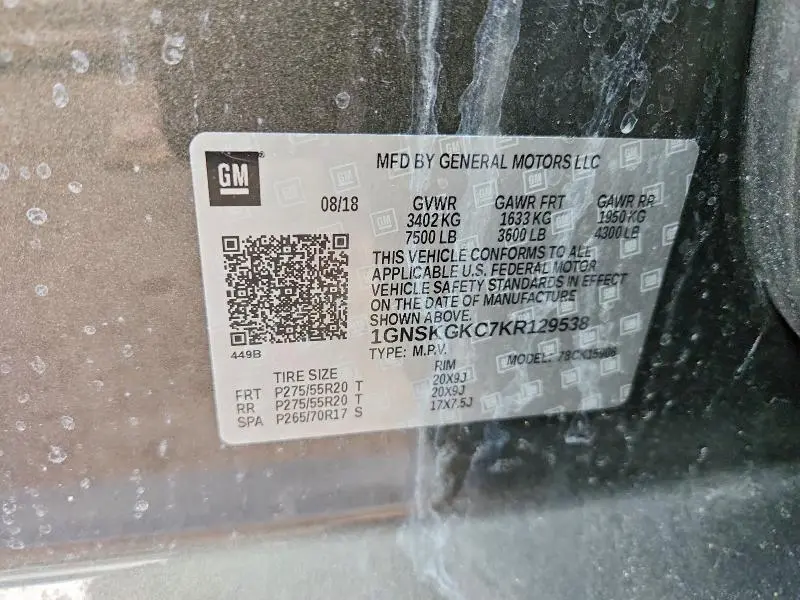 GM
MFD BY GENERAL MOTORS LLC
08/18 GVWR GAWR FRT GAWR RR
3402 KG 1633 KG 1950 KG
7500 LB 3600 LB 4300 LB
THIS VEHICLE CONFORMS TO ALL
APPLICABLE U.S. FEDERAL MOTOR
VEHICLE SAFETY STANDARDS IN EFFECT
ON THE DATE OF MANUFACTURE
SHOWN ABOVE.
1GNSKGKC7KR129538
449B
TYPE: M.P.V. MODEL: 78CK15906
TIRE SIZE RIM
FRT P275/55R20 T 20X9J
RR P275/55R20 T 20X9J
SPA P265/70R17 S 17X7.5J